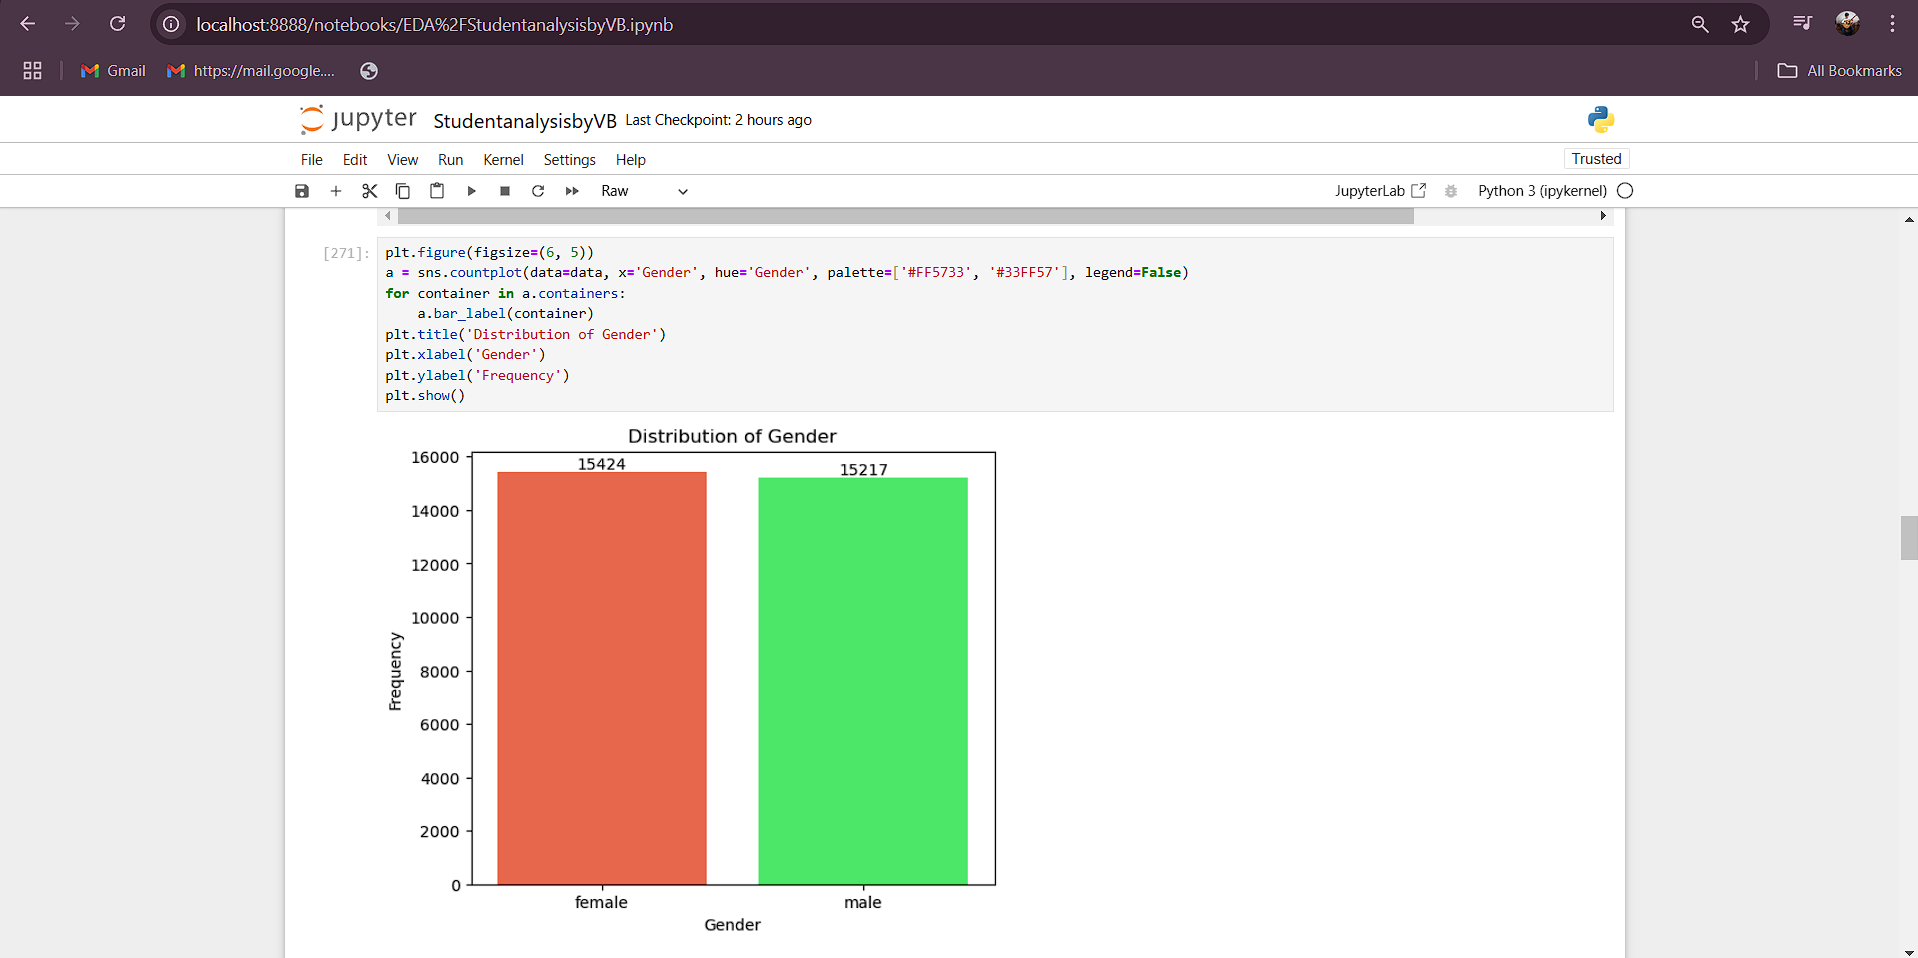 localhost:8888/notebooks/EDA%2FStudentanalysisbyVB.ipynb
Gmail
https://mail.google....
All Bookmarks
jupyter StudentanalysisbyVB Last Checkpoint: 2 hours ago
File Edit View Run Kernel Settings Help
Trusted
Raw
JupyterLab
Python 3 (ipykernel)
[271]:
plt.figure(figsize=(6, 5))
a = sns.countplot(data=data, x='Gender', hue='Gender', palette=['#FF5733', '#33FF57'], legend=False)
for container in a.containers:
    a.bar_label(container)
plt.title('Distribution of Gender')
plt.xlabel('Gender')
plt.ylabel('Frequency')
plt.show()
Distribution of Gender
16000
14000
12000
10000
8000
6000
4000
2000
0
Frequency
15424
15217
female
male
Gender